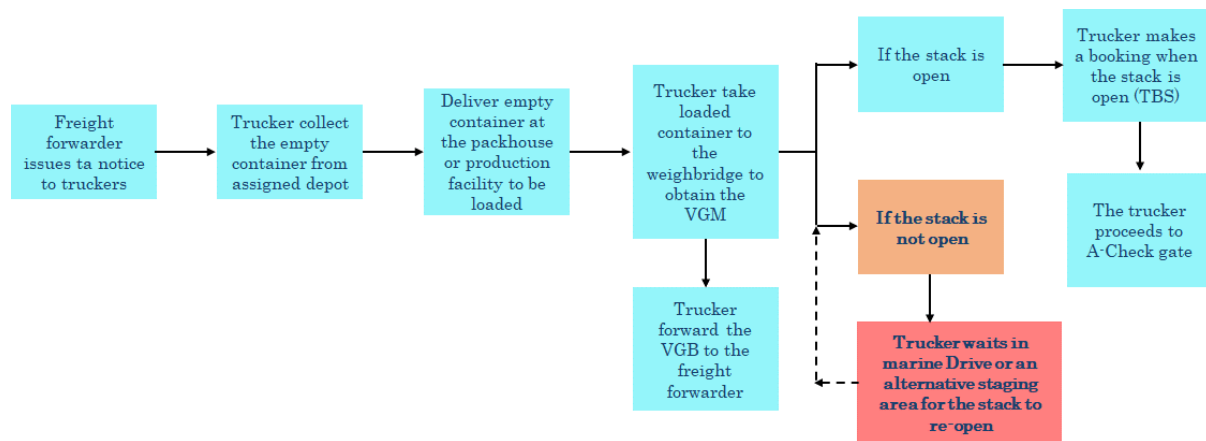 Freight
forwarder
issues ta notice
to truckers
Trucker collect
the empty
container from
assigned depot
Deliver empty
container at
the packhouse
or production
facility to be
loaded
Trucker take
loaded
container to
the
weighbridge to
obtain the
VGM
Trucker
forward the
VGB to the
freight
forwarder
If the stack is
open
Trucker makes
a booking when
the stack is
open (TBS)
The trucker
proceeds to
A-Check gate
If the stack is
not open
Trucker waits in
marine Drive or an
alternative staging
area for the stack to
re-open